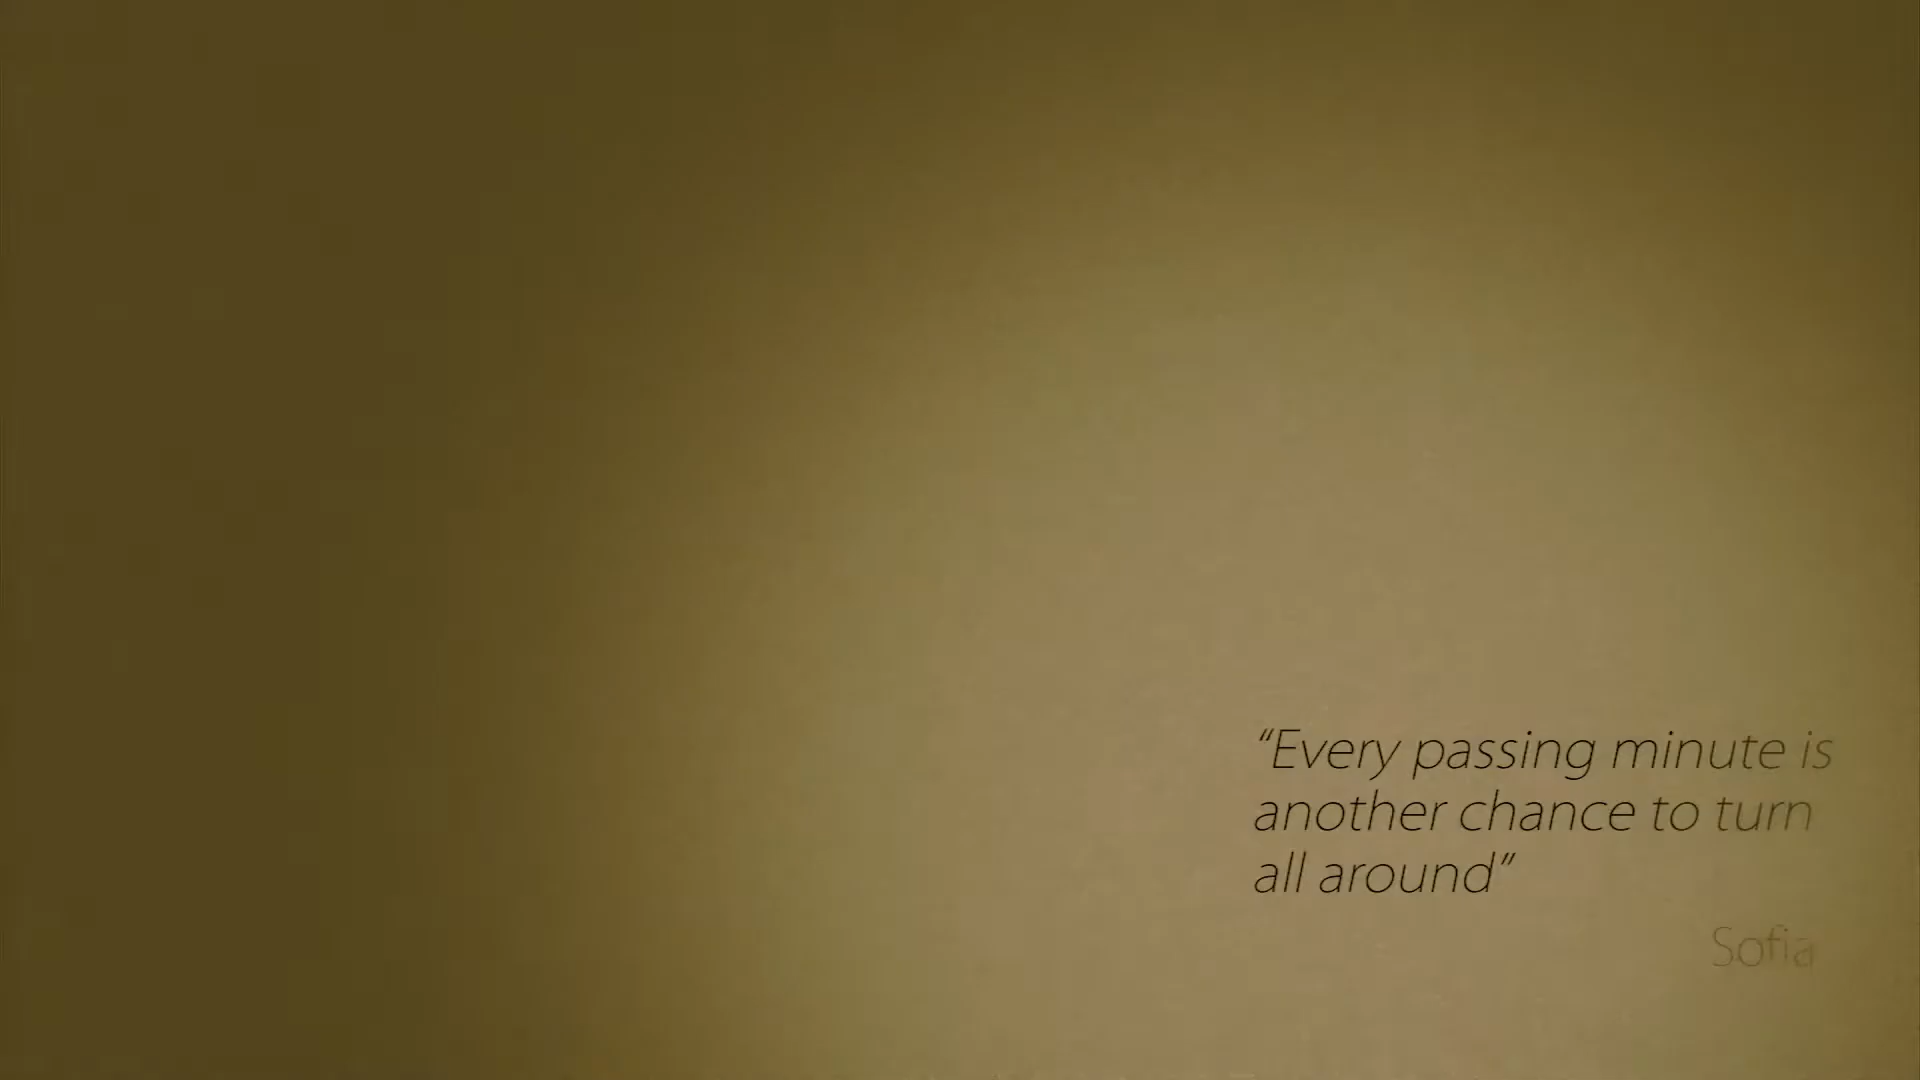 “Every passing minute is
another chance to turn
all around”
Sofia